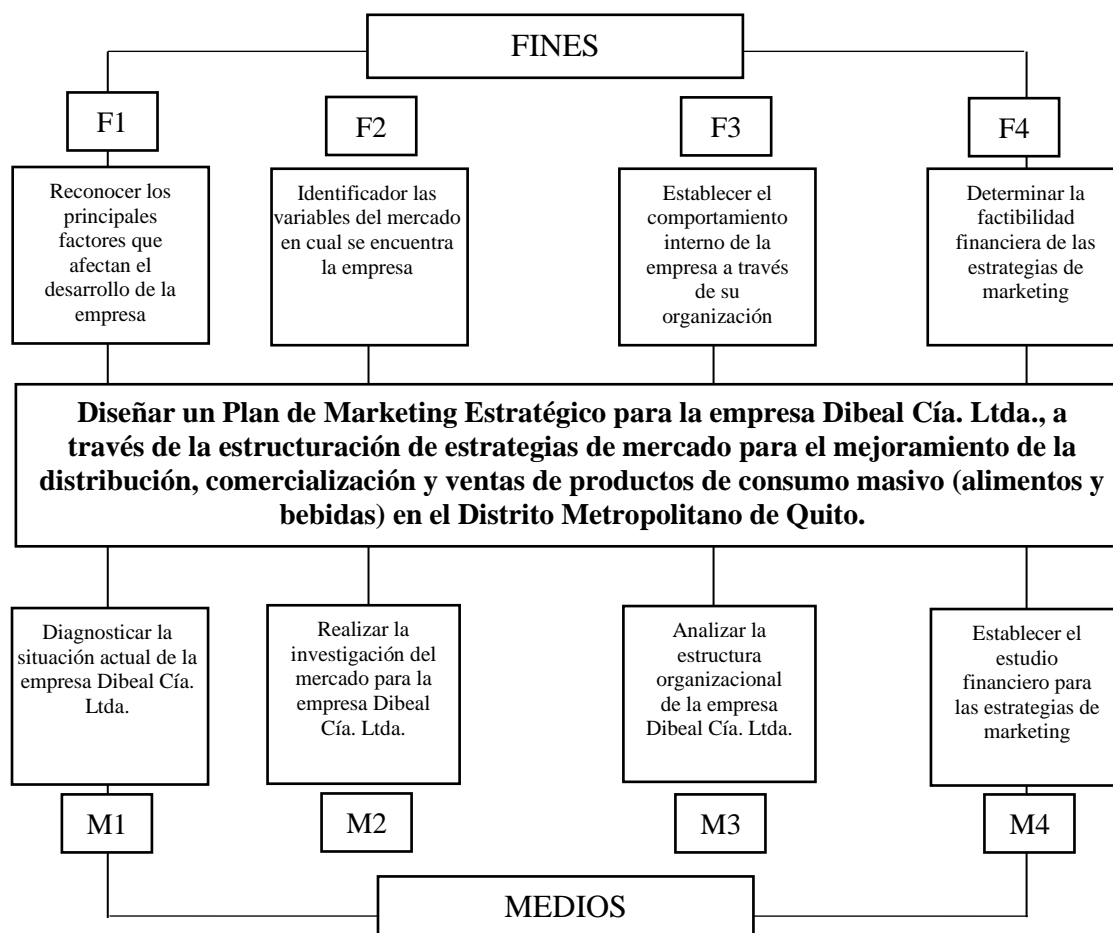 FINES
F1
F2
F3
F4
Reconocer los
principales
factores que
afectan el
desarrollo de la
empresa
Identificador las
variables del mercado
en cual se encuentra
la empresa
Establecer el
comportamiento
interno de la
empresa a través
de su
organización
Determinar la
factibilidad
financiera de las
estrategias de
marketing
Diseñar un Plan de Marketing Estratégico para la empresa Dibeal Cía. Ltda., a
través de la estructuración de estrategias de mercado para el mejoramiento de la
distribución, comercialización y ventas de productos de consumo masivo (alimentos y
bebidas) en el Distrito Metropolitano de Quito.
Diagnosticar la
situación actual de la
empresa Dibeal Cía.
Ltda.
Realizar la
investigación del
mercado para la
empresa Dibeal
Cía. Ltda.
Analizar la
estructura
organizacional
de la empresa
Dibeal Cía. Ltda.
Establecer el
estudio
financiero para
las estrategias de
marketing
M1
M2
M3
M4
MEDIOS